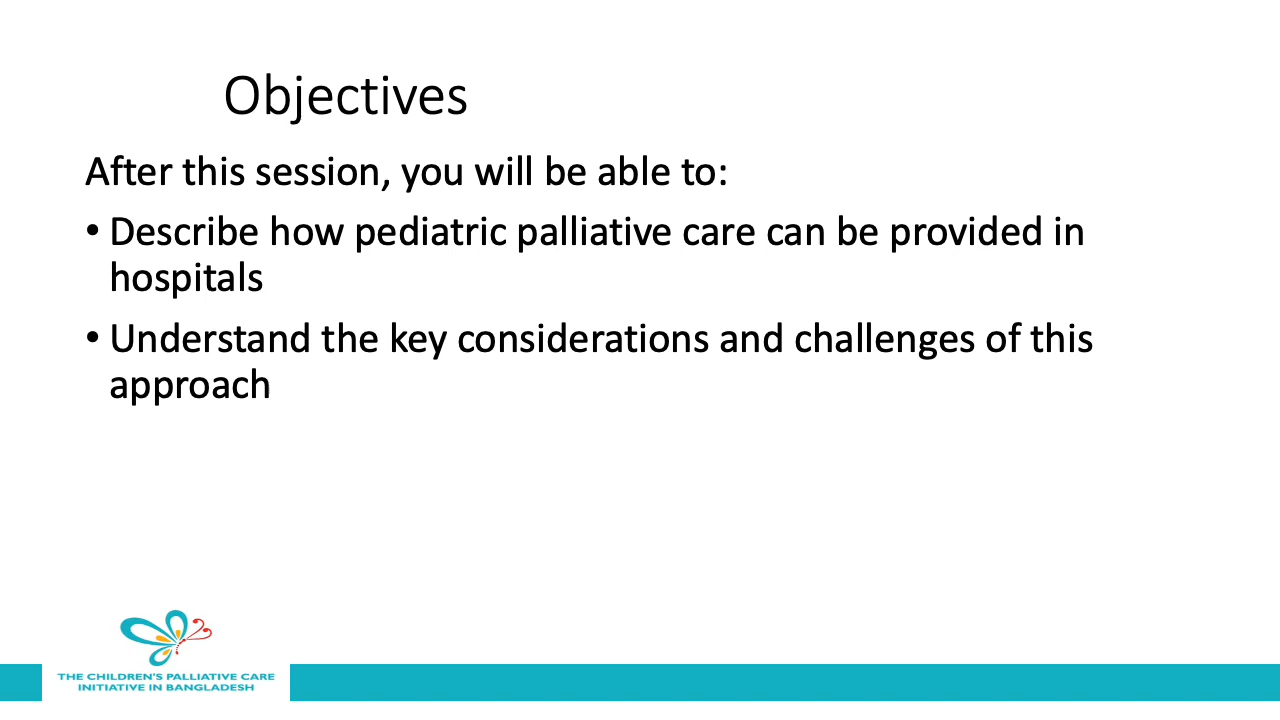 Objectives
After this session, you will be able to:
• Describe how pediatric palliative care can be provided in
hospitals
• Understand the key considerations and challenges of this
approach
THE CHILDREN'S PALLIATIVE CARE
INITIATIVE IN BANGLADESH